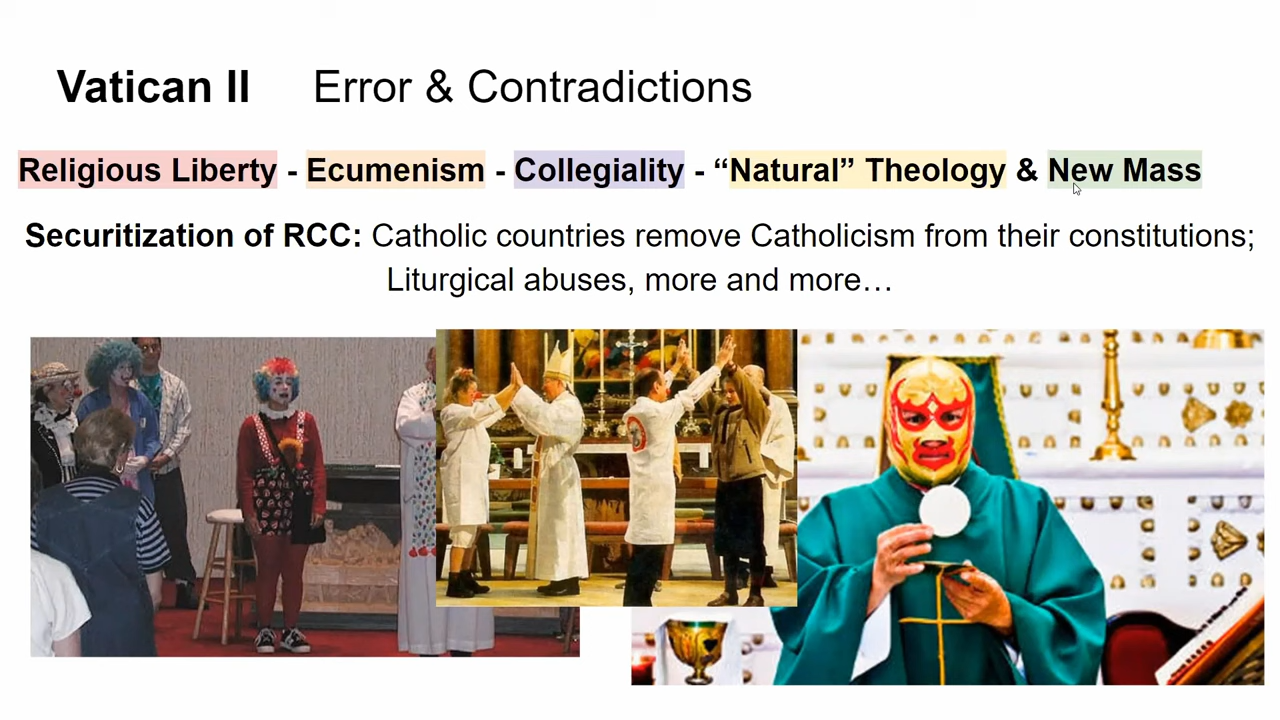 Vatican II Error & Contradictions
Religious Liberty - Ecumenism - Collegiality - “Natural” Theology & New Mass
Securitization of RCC: Catholic countries remove Catholicism from their constitutions;
Liturgical abuses, more and more…